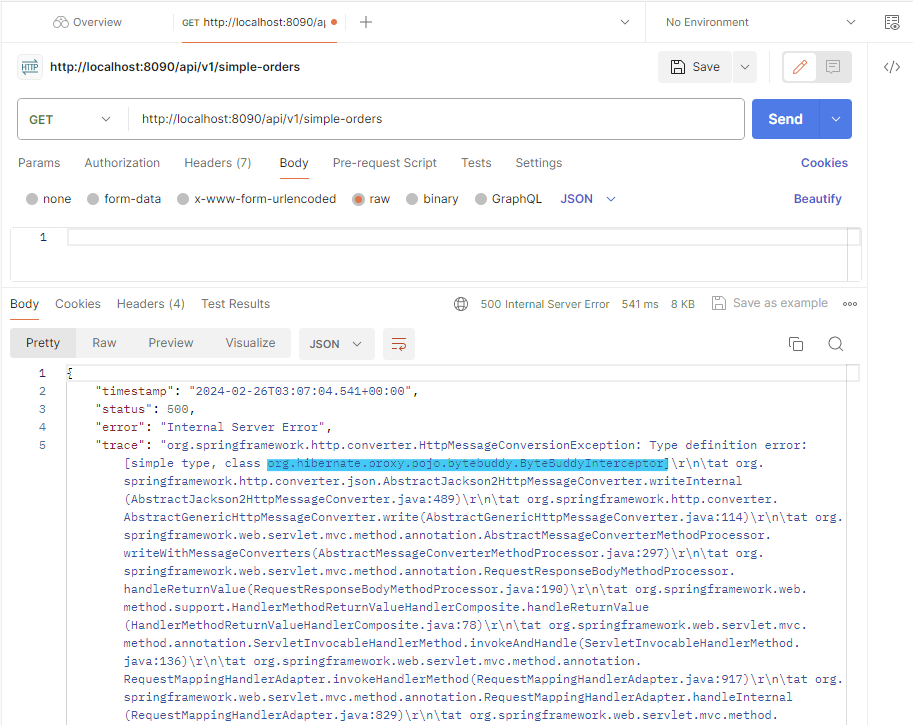 Overview
GET http://localhost:8090/a
No Environment
HTTP http://localhost:8090/api/v1/simple-orders
Save
GET http://localhost:8090/api/v1/simple-orders
Send
Params Authorization Headers (7) Body Pre-request Script Tests Settings Cookies
none form-data x-www-form-urlencoded raw binary GraphQL JSON Beautify
1
Body Cookies Headers (4) Test Results 500 Internal Server Error 541 ms 8 KB Save as example
Pretty Raw Preview Visualize JSON
1 {
2 "timestamp": "2024-02-26T03:07:04.541+00:00",
3 "status": 500,
4 "error": "Internal Server Error",
5 "trace": "org.springframework.http.converter.HttpMessageConversionException: Type definition error:
[simple type, class org.hibernate.proxy.pojo.bytebuddy.ByteBuddyInterceptor]\r\n\tat org.
springframework.http.converter.json.AbstractJackson2HttpMessageConverter.writeInternal
(AbstractJackson2HttpMessageConverter.java:489)\r\n\tat org.springframework.http.converter.
AbstractGenericHttpMessageConverter.write(AbstractGenericHttpMessageConverter.java:114)\r\n\tat org.
springframework.web.servlet.mvc.method.annotation.AbstractMessageConverterMethodProcessor.
writeWithMessageConverters(AbstractMessageConverterMethodProcessor.java:297)\r\n\tat org.
springframework.web.servlet.mvc.method.annotation.RequestResponseBodyMethodProcessor.
handleReturnValue(RequestResponseBodyMethodProcessor.java:190)\r\n\tat org.springframework.web.
method.support.HandlerMethodReturnValueHandlerComposite.handleReturnValue
(HandlerMethodReturnValueHandlerComposite.java:78)\r\n\tat org.springframework.web.servlet.mvc.
method.annotation.ServletInvocableHandlerMethod.invokeAndHandle(ServletInvocableHandlerMethod.
java:136)\r\n\tat org.springframework.web.servlet.mvc.method.annotation.
RequestMappingHandlerAdapter.invokeHandlerMethod(RequestMappingHandlerAdapter.java:917)\r\n\tat org.
springframework.web.servlet.mvc.method.annotation.RequestMappingHandlerAdapter.handleInternal
(RequestMappingHandlerAdapter.java:829)\r\n\tat org.springframework.web.servlet.mvc.method.